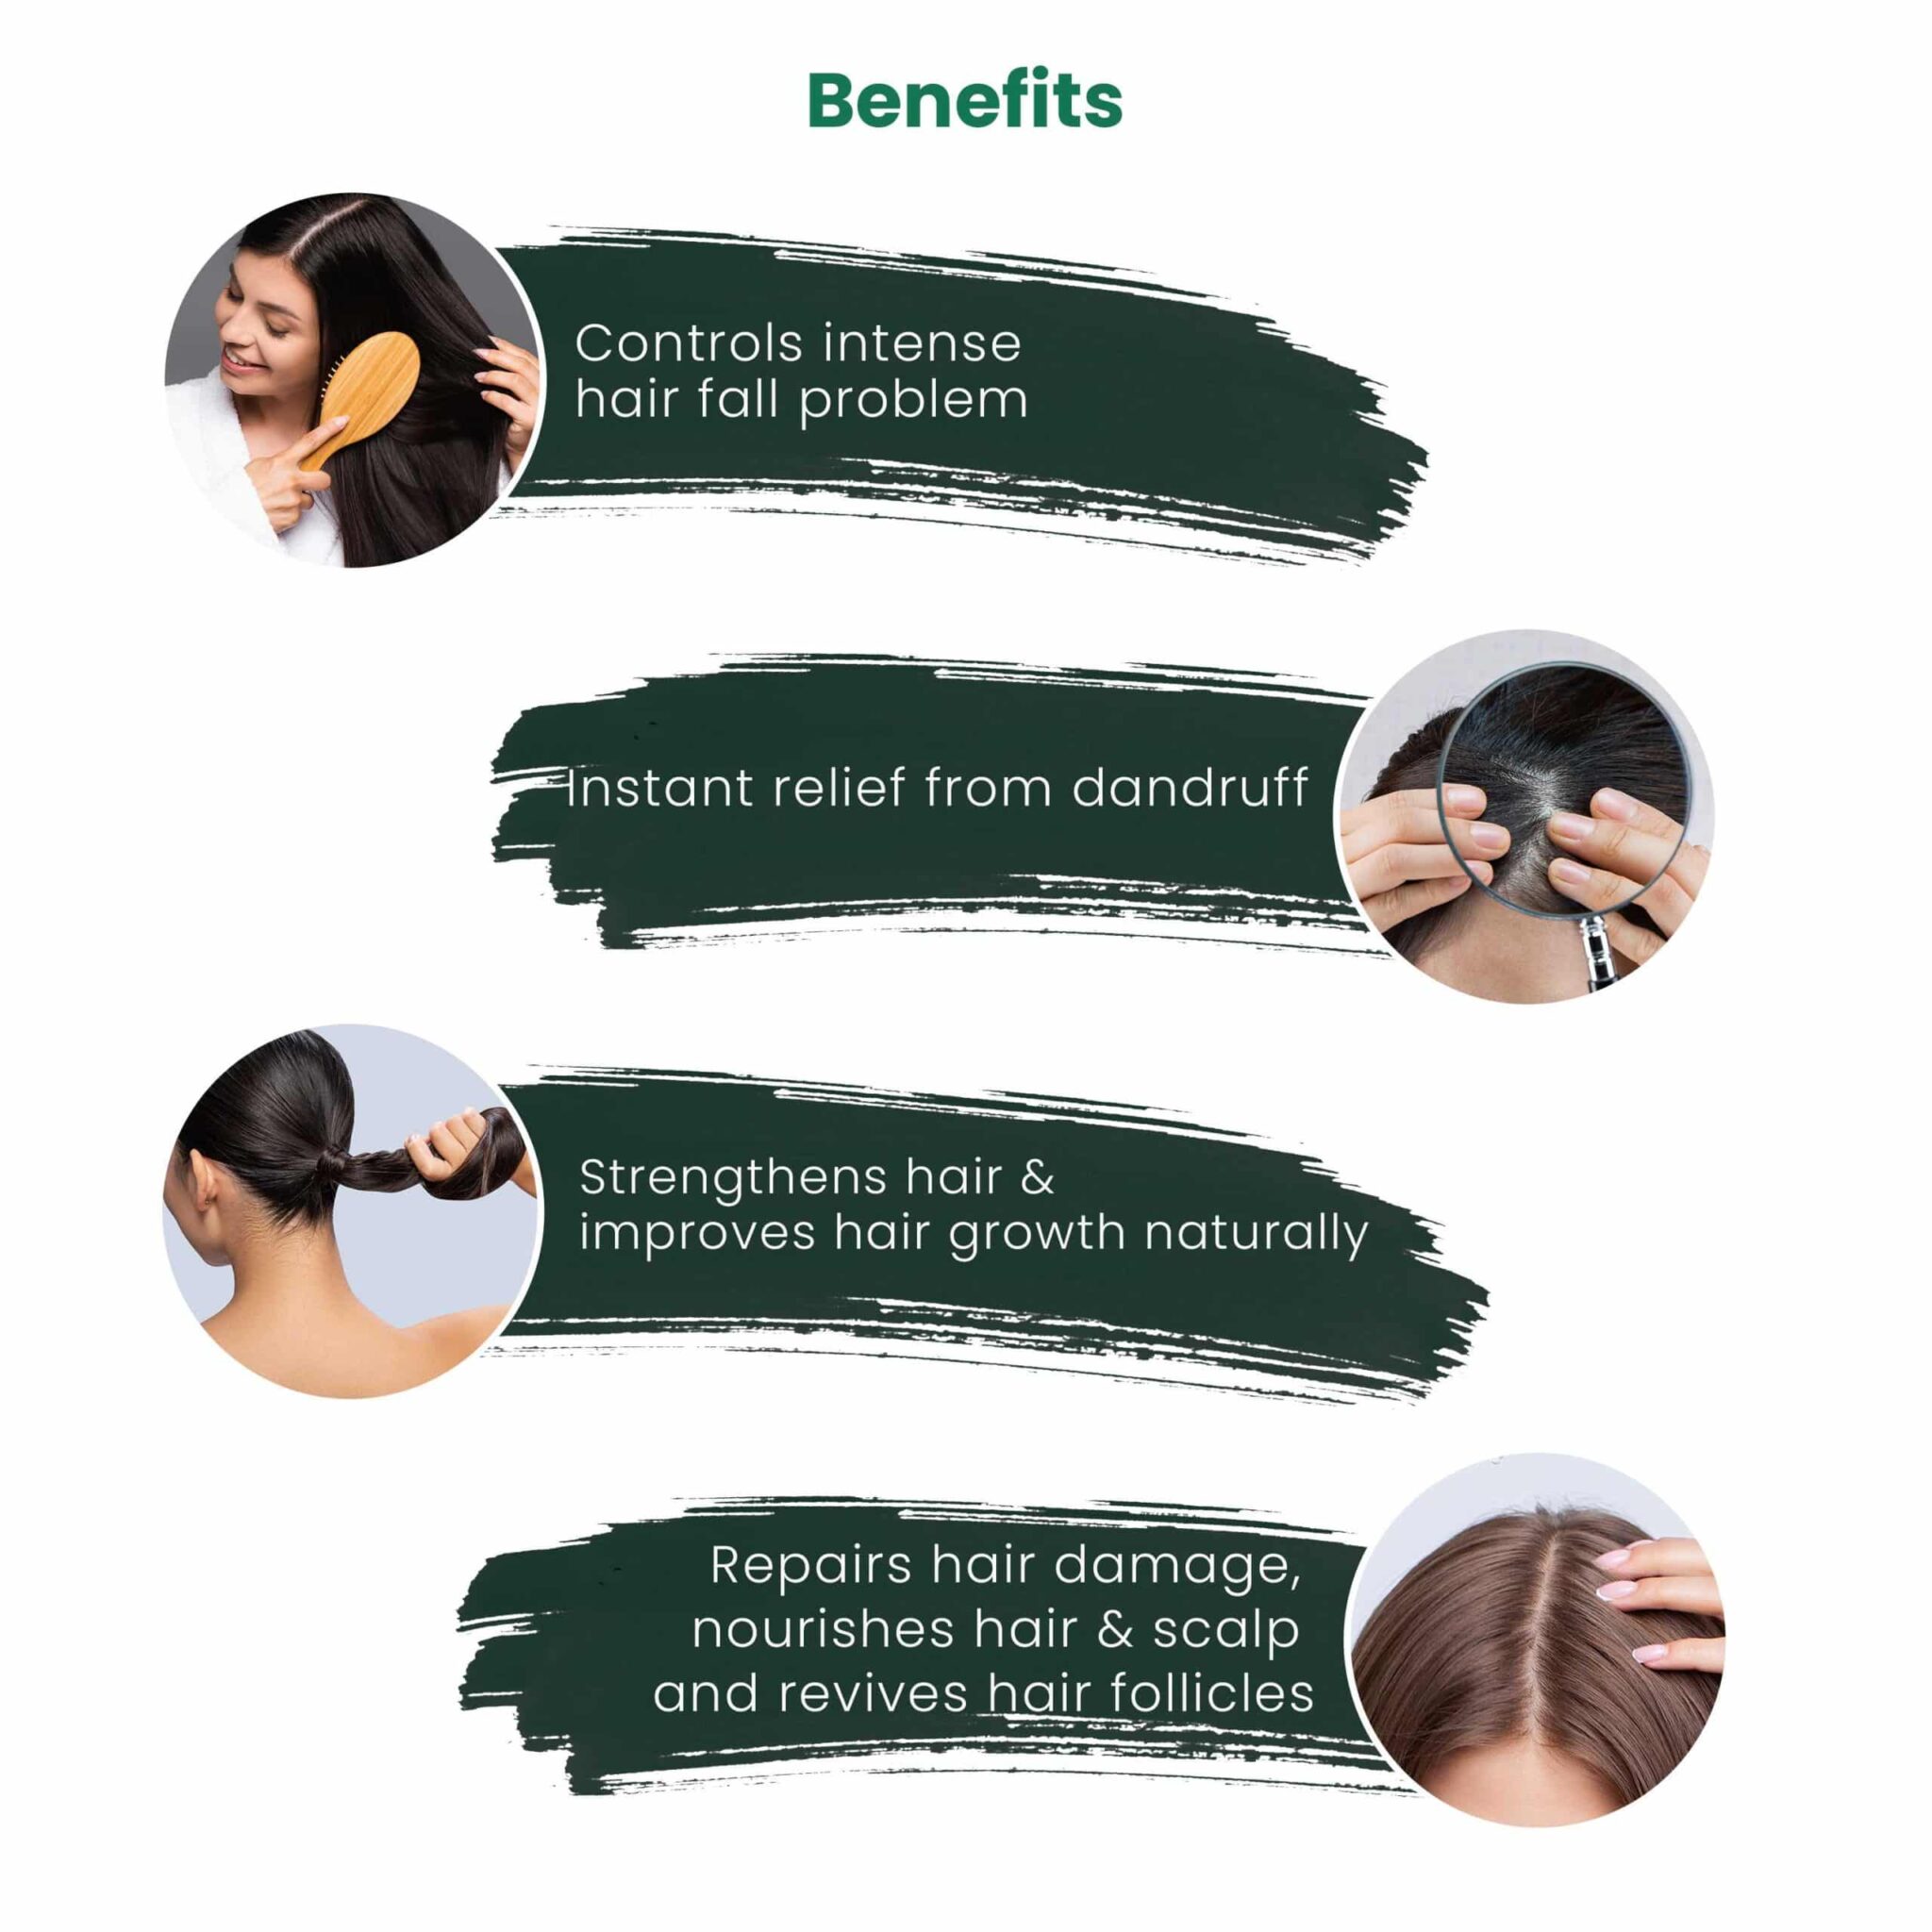 Benefits
Controls intense
hair fall problem
Instant relief from dandruff
Strengthens hair &
improves hair growth naturally
Repairs hair damage,
nourishes hair & scalp
and revives hair follicles